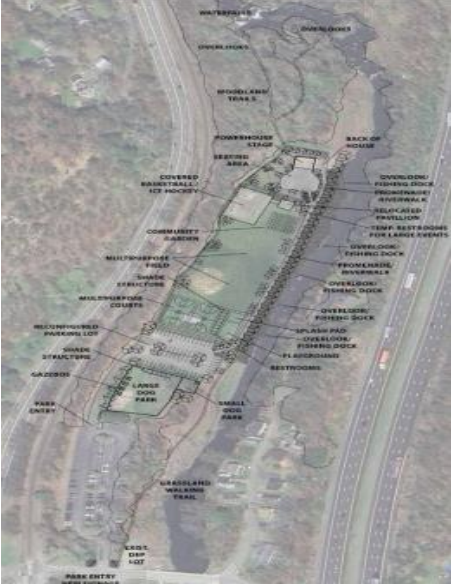 WATERFALLS
OVERLOOKS
OVERLOOKS
WOODLAND
TRAILS
POWERHOUSE
STAGE
SEATING
AREA
BACK OF
HOUSE
COVERED
BASKETBALL/
ICE HOCKEY
OVERLOOK/
FISHING DOCK
PROMENADE/
RIVERWALK
RELOCATED
PAVILION
TEMP. RESTROOMS
FOR LARGE EVENTS
COMMUNITY
GARDEN
OVERLOOK/
FISHING DOCK
MULTIPURPOSE
FIELD
PROMENADE/
RIVERWALK
SHADE
STRUCTURE
OVERLOOK/
FISHING DOCK
MULTIPURPOSE
COURTS
OVERLOOK/
FISHING DOCK
RECONFIGURED
PARKING LOT
SPLASH PAD
OVERLOOK/
FISHING DOCK
SHADE
STRUCTURE
PLAYGROUND
RESTROOMS
GAZEBOS
LARGE
DOG
PARK
PARK
ENTRY
SMALL
DOG
PARK
GRASSLAND
WALKING
TRAIL
EXIST.
DEP
LOT
PARK ENTRY